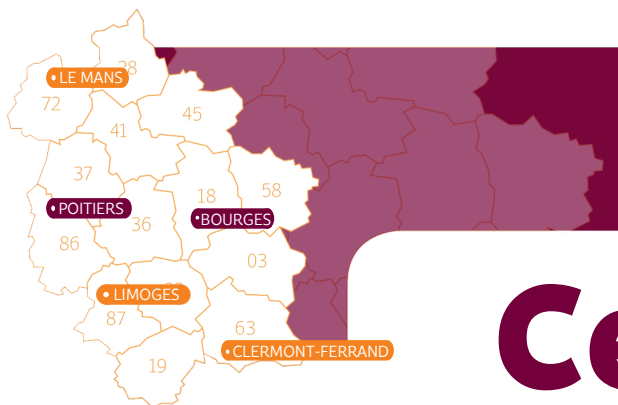 28
• LE MANS
72
45
41
37
18
58
• POITIERS
36
• BOURGES
86
03
• LIMOGES
87
63
• CLERMONT-FERRAND
19
Ce